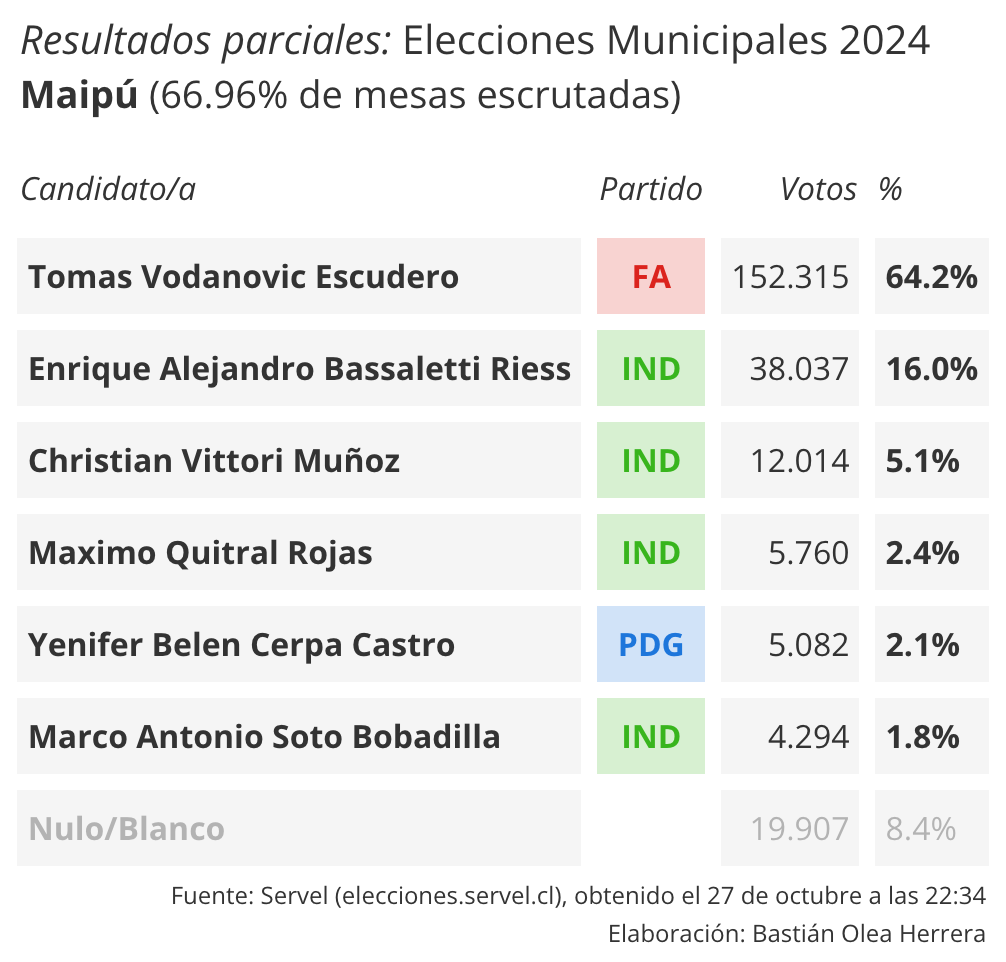 Resultados parciales: Elecciones Municipales 2024
Maipú (66.96% de mesas escrutadas)
Candidato/a Partido Votos %
Tomas Vodanovic Escudero FA 152.315 64.2%
Enrique Alejandro Bassaletti Riess IND 38.037 16.0%
Christian Vittori Muñoz IND 12.014 5.1%
Maximo Quitral Rojas IND 5.760 2.4%
Yenifer Belen Cerpa Castro PDG 5.082 2.1%
Marco Antonio Soto Bobadilla IND 4.294 1.8%
Nulo/Blanco 19.907 8.4%
Fuente: Servel (elecciones.servel.cl), obtenido el 27 de octubre a las 22:34
Elaboración: Bastián Olea Herrera